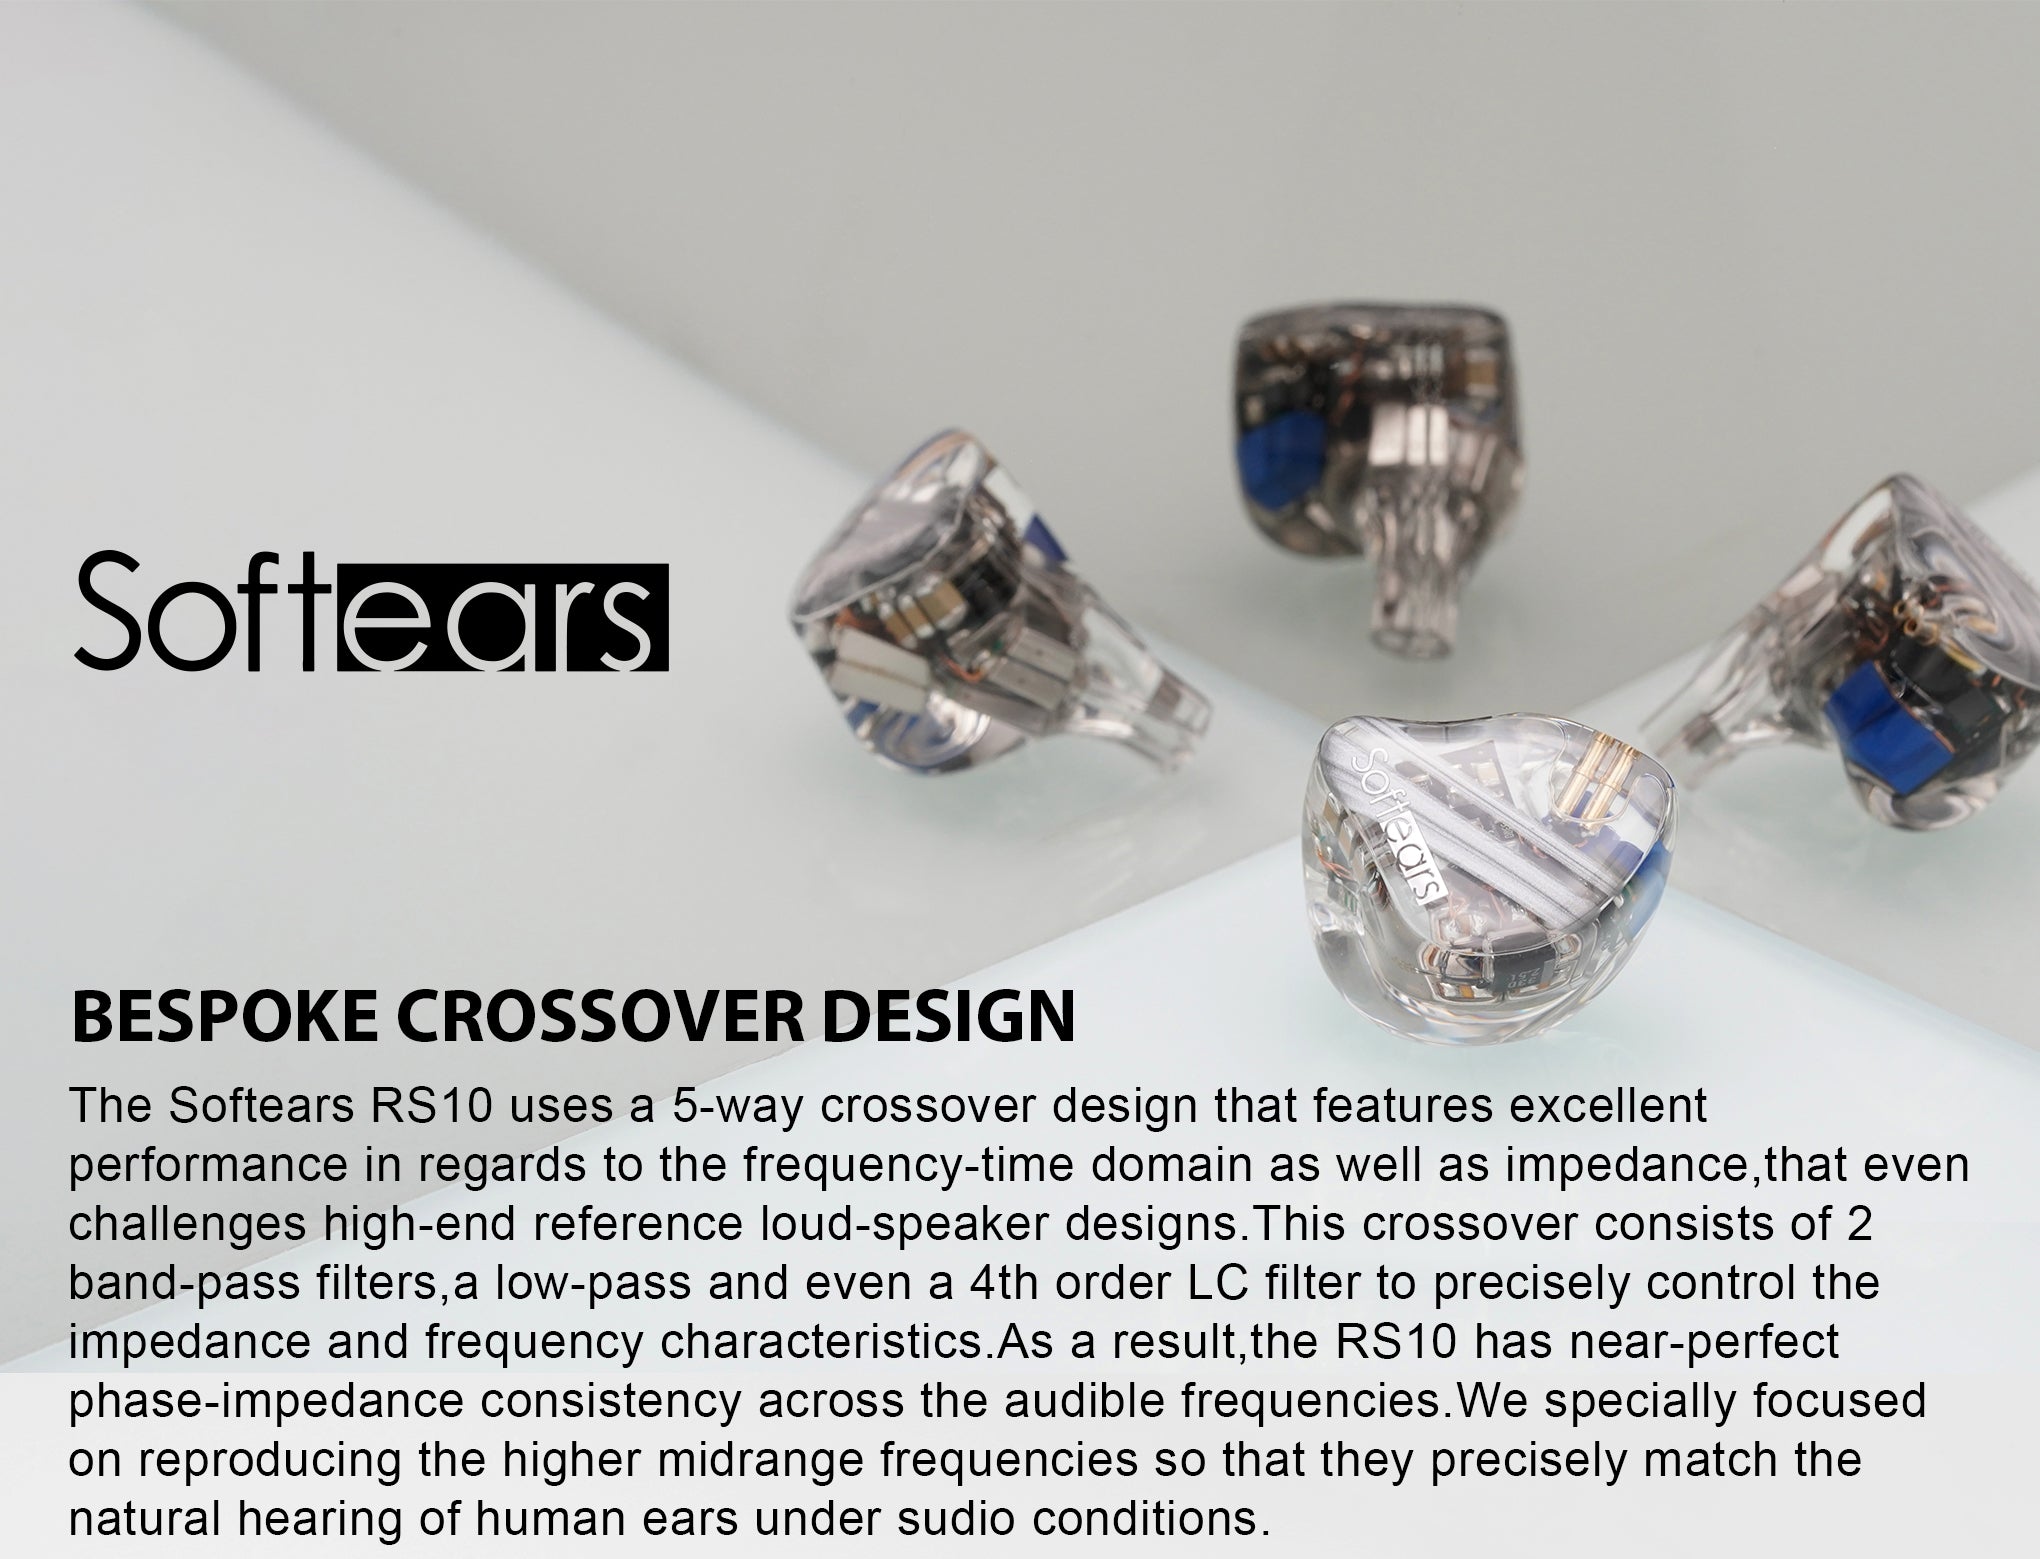 Softears
Softears
BESPOKE CROSSOVER DESIGN
The Softears RS10 uses a 5-way crossover design that features excellent
performance in regards to the frequency-time domain as well as impedance,that even
challenges high-end reference loud-speaker designs.This crossover consists of 2
band-pass filters,a low-pass and even a 4th order LC filter to precisely control the
impedance and frequency characteristics.As a result,the RS10 has near-perfect
phase-impedance consistency across the audible frequencies.We specially focused
on reproducing the higher midrange frequencies so that they precisely match the
natural hearing of human ears under sudio conditions.